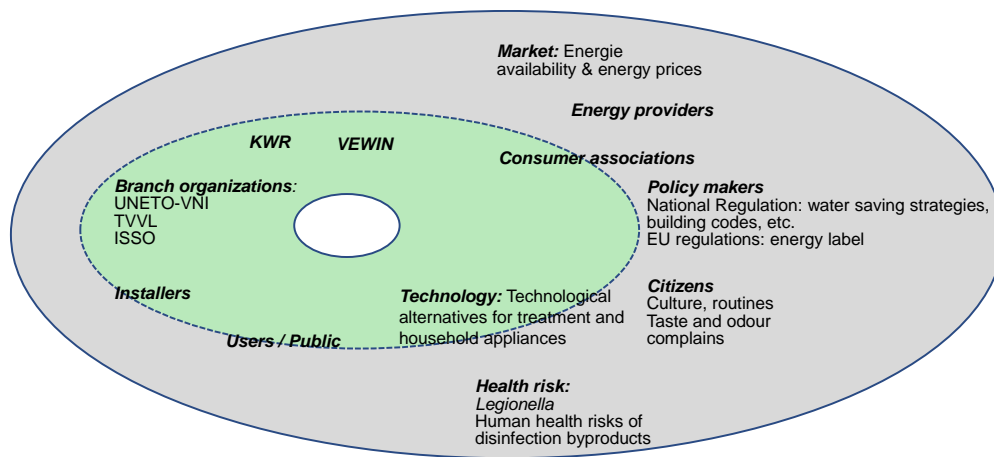 Market: Energie
availability & energy prices
Energy providers
KWR
VEWIN
Consumer associations
Branch organizations:
UNETO-VNI
TVVL
ISSO
Policy makers
National Regulation: water saving strategies,
building codes, etc.
EU regulations: energy label
Installers
Technology: Technological
alternatives for treatment and
household appliances
Citizens
Culture, routines
Taste and odour
complains
Users / Public
Health risk:
Legionella
Human health risks of
disinfection byproducts